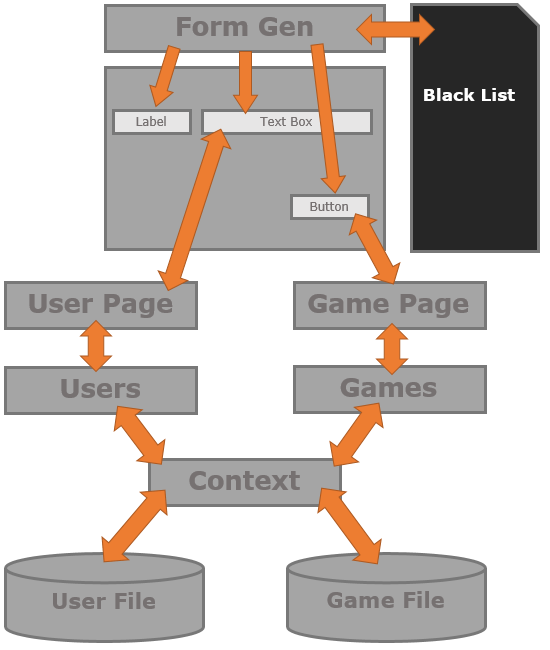 Form Gen
Black List
Label
Text Box
Button
User Page
Game Page
Users
Games
Context
User File
Game File